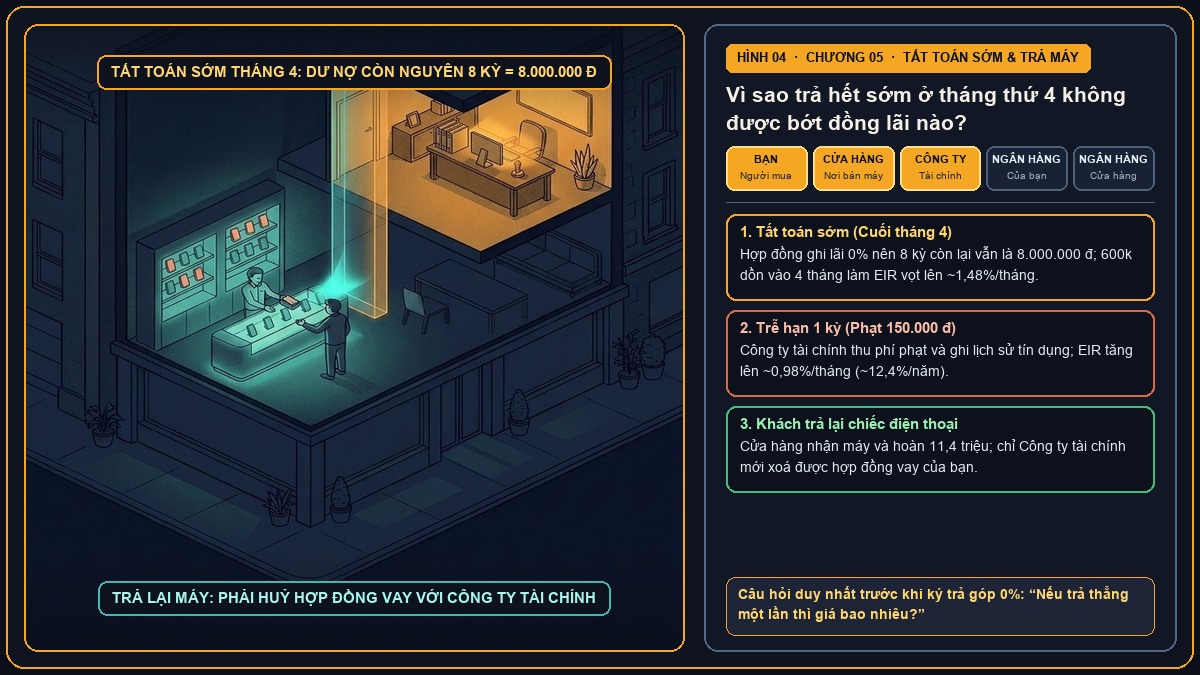 TẤT TOÁN SỚM THÁNG 4: DƯ NỢ CÒN NGUYÊN 8 KỲ = 8.000.000 Đ
TRẢ LẠI MÁY: PHẢI HUỶ HỢP ĐỒNG VAY VỚI CÔNG TY TÀI CHÍNH
HÌNH 04 · CHƯƠNG 05 · TẤT TOÁN SỚM & TRẢ MÁY
Vì sao trả hết sớm ở tháng thứ 4 không
được bớt đồng lãi nào?
BẠN
Người mua
CỬA HÀNG
Nơi bán máy
CÔNG TY
Tài chính
NGÂN HÀNG
Của bạn
NGÂN HÀNG
Cửa hàng
1. Tất toán sớm (Cuối tháng 4)
Hợp đồng ghi lãi 0% nên 8 kỳ còn lại vẫn là 8.000.000 đ; 600k
dồn vào 4 tháng làm EIR vọt lên ~1,48%/tháng.
2. Trễ hạn 1 kỳ (Phạt 150.000 đ)
Công ty tài chính thu phí phạt và ghi lịch sử tín dụng; EIR tăng
lên ~0,98%/tháng (~12,4%/năm).
3. Khách trả lại chiếc điện thoại
Cửa hàng nhận máy và hoàn 11,4 triệu; chỉ Công ty tài chính
mới xoá được hợp đồng vay của bạn.
Câu hỏi duy nhất trước khi ký trả góp 0%: “Nếu trả thẳng
một lần thì giá bao nhiêu?”